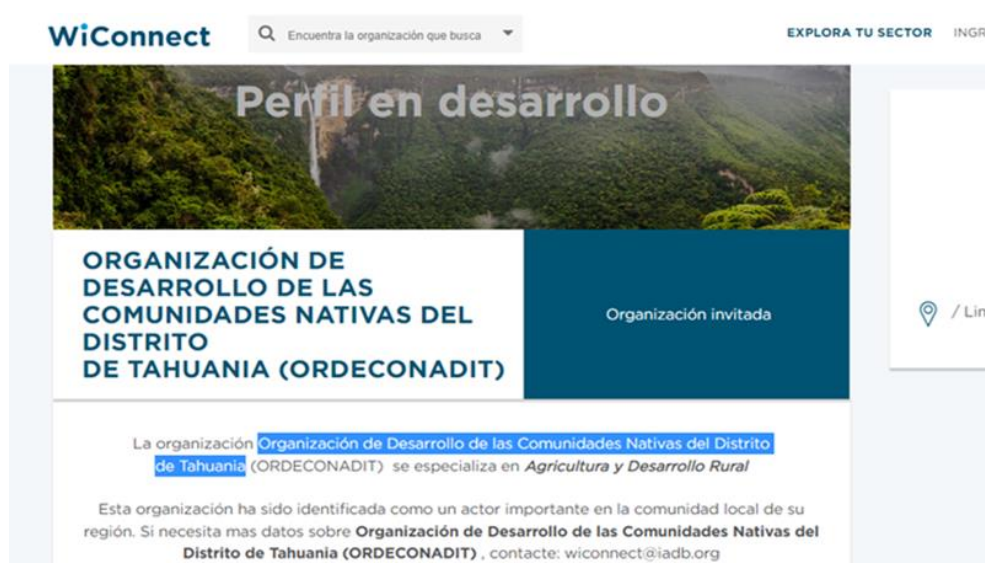 WiConnect
Encuentra la organización que busca
EXPLORA TU SECTOR
Perfil en desarrollo
ORGANIZACIÓN DE
DESARROLLO DE LAS
COMUNIDADES NATIVAS DEL
DISTRITO
DE TAHUANIA (ORDECONADIT)
Organización invitada
La organización Organización de Desarrollo de las Comunidades Nativas del Distrito
de Tahuania (ORDECONADIT) se especializa en Agricultura y Desarrollo Rural
Esta organización ha sido identificada como un actor importante en la comunidad local de su
región. Si necesita mas datos sobre Organización de Desarrollo de las Comunidades Nativas del
Distrito de Tahuania (ORDECONADIT) , contacte: wiconnect@iadb.org